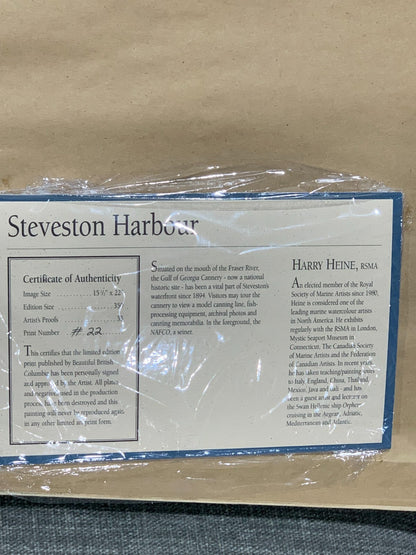 Steveston Harbour
Certificate of Authenticity
Image Size 15 ½" x 22
Edition Size 33
Artist's Proofs 33
Print Number # 22
This certifies that the limited edition
print published by Beautiful British
Columbia has been personally signed
and approved by the Artist. All plates
and negatives used in the production
process have been destroyed and this
painting will never be reproduced again
in any other limited art print form.
Situated on the mouth of the Fraser River,
the Gulf of Georgia Cannery - now a national
historic site - has been a vital part of Steveston's
waterfront since 1894. Visitors may tour the
cannery to view a model canning line, fish-
processing equipment, archival photos and
canning memorabilia. In the foreground, the
NAFCO, a seiner.
HARRY HEINE, RSMA
An elected member of the Royal
Society of Marine Artists since 1980,
Heine is considered one of the
leading marine watercolour artists
in North America. He exhibits
regularly with the RSMA in London,
Mystic Seaport Museum in
Connecticut. The Canadian Society
of Marine Artists and the Federation
of Canadian Artists. In recent years
he has taken teaching/painting tours
to Italy, England, China, Thailand,
Mexico, Java and Bali - and has
been a guest artist and lecturer on
the Swan Hellenic ship Orpheus
cruising in the Aegean, Adriatic,
Mediterranean and Atlantic.